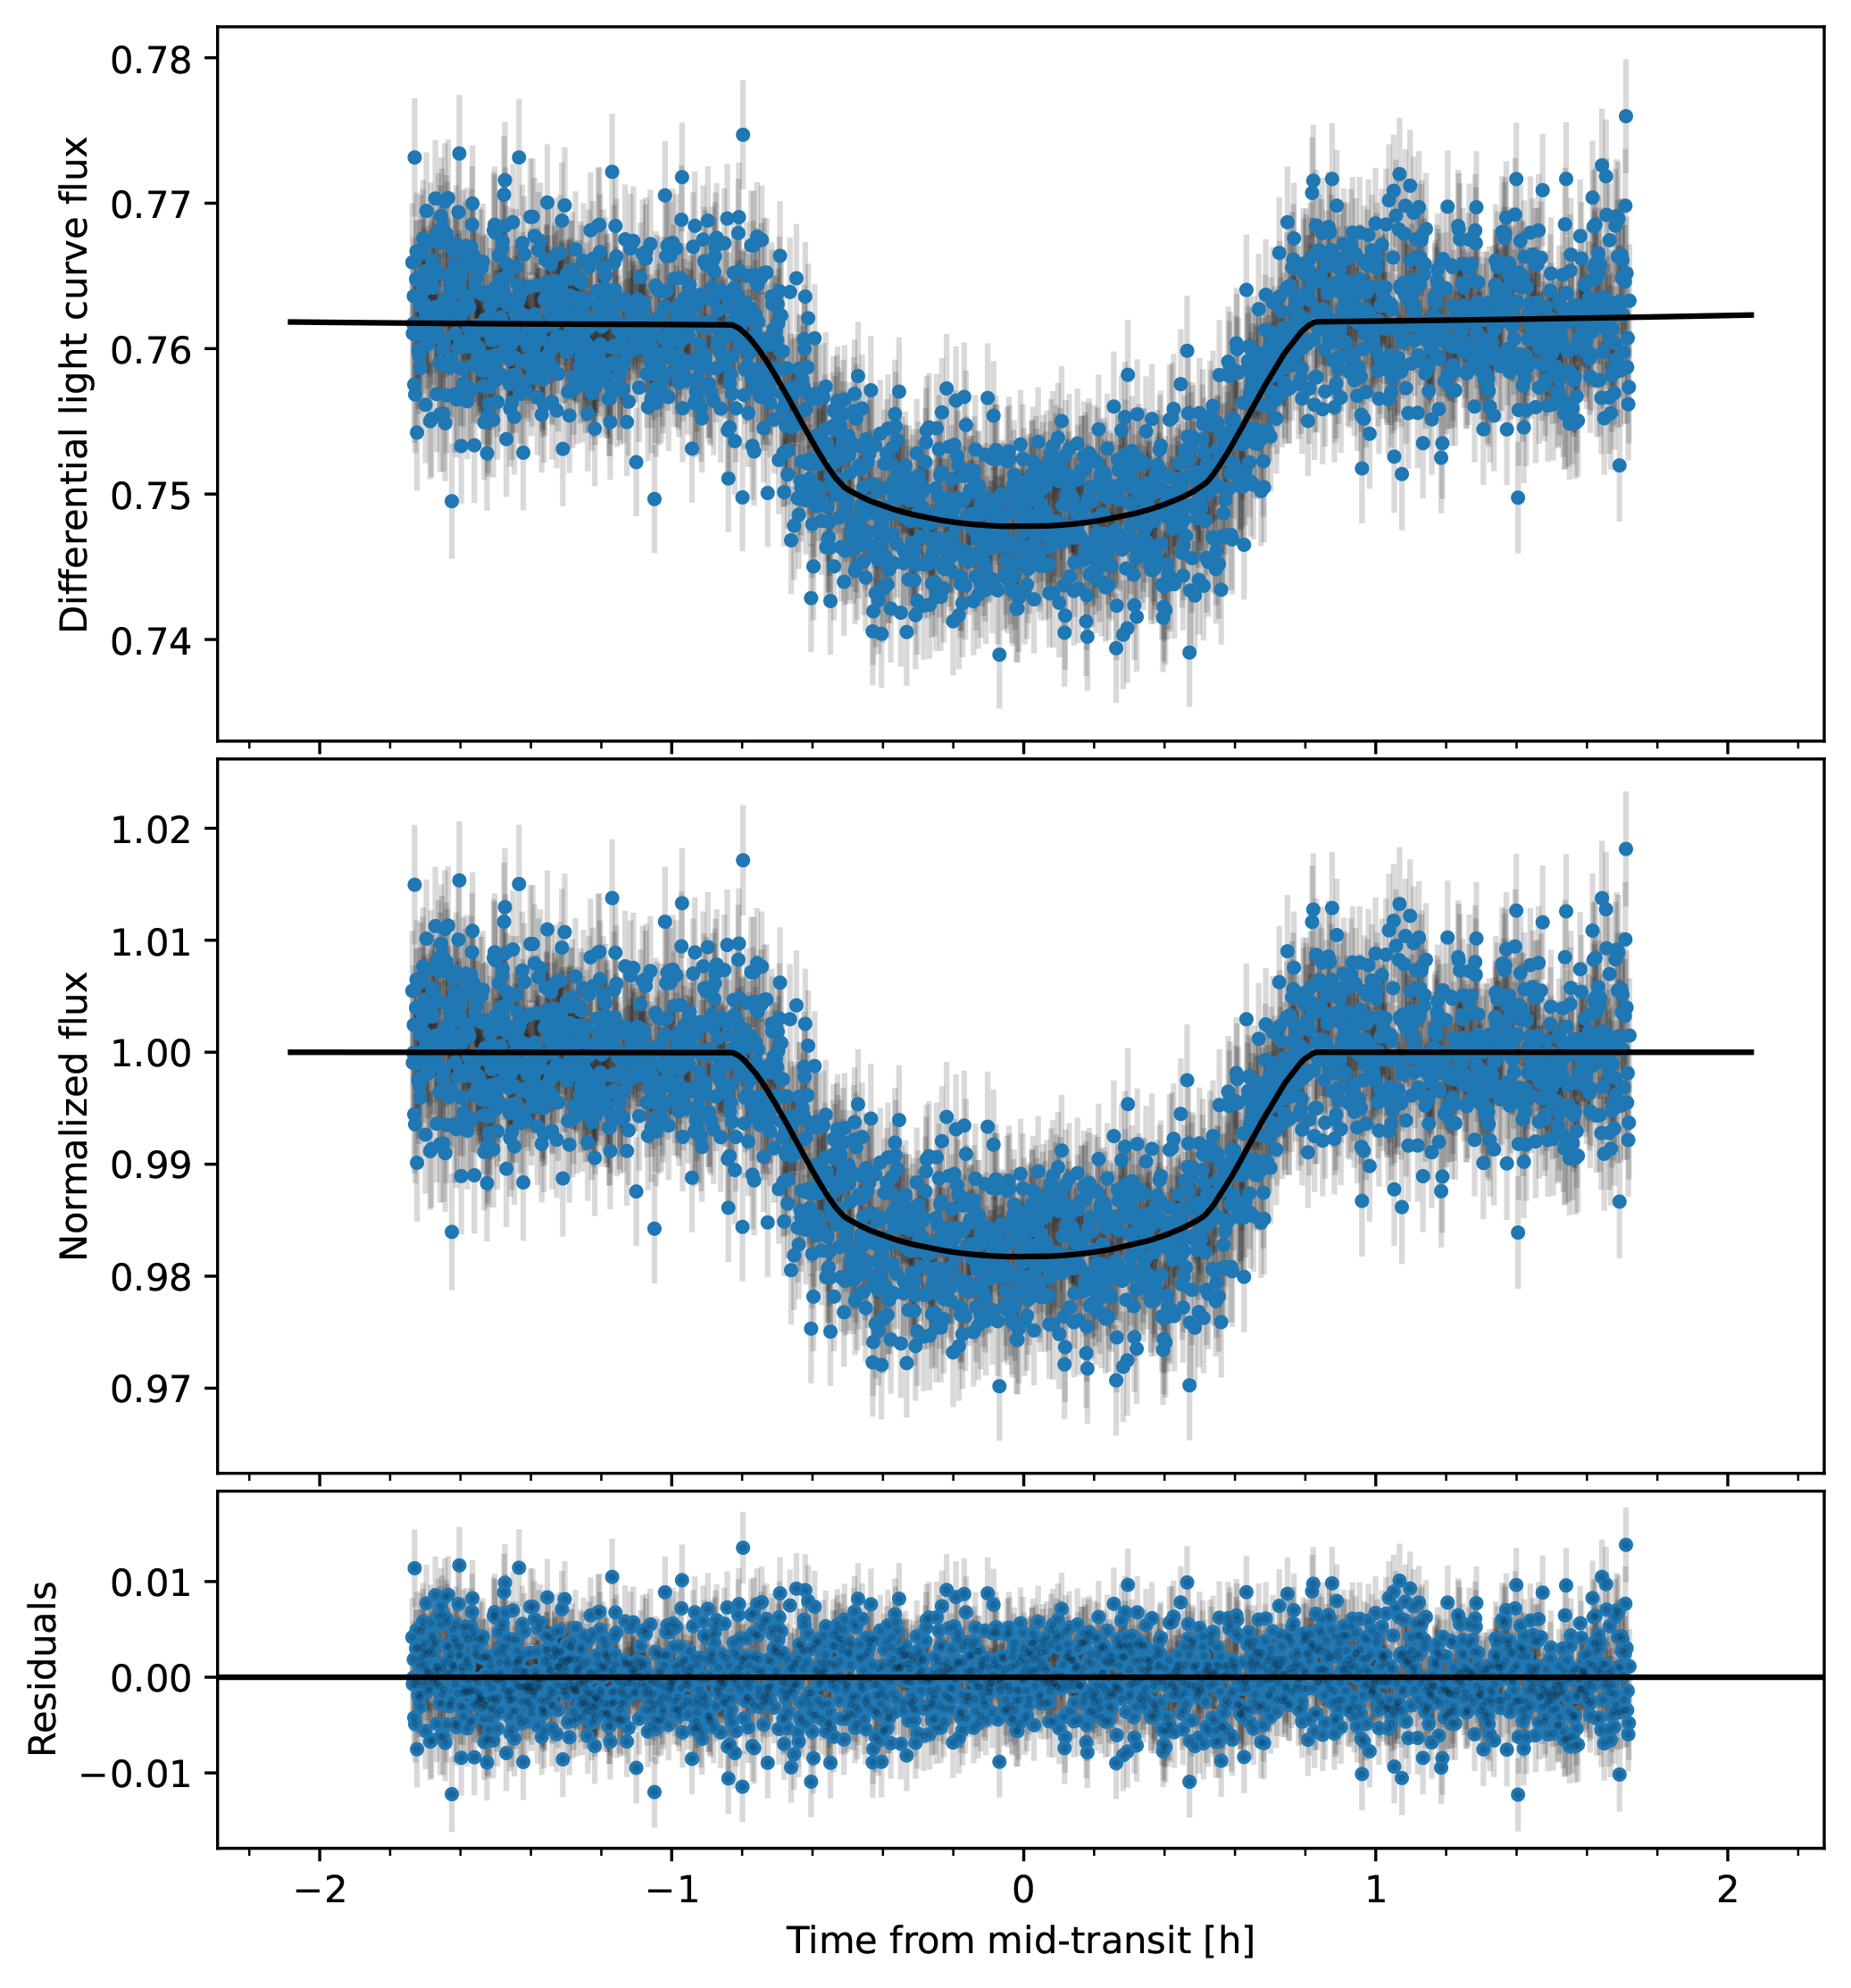 Differential light curve flux
0.78
0.77
0.76
0.75
0.74
Normalized flux
1.02
1.01
1.00
0.99
0.98
0.97
Residuals
0.01
0.00
−0.01
−2 −1 0 1 2
Time from mid-transit [h]